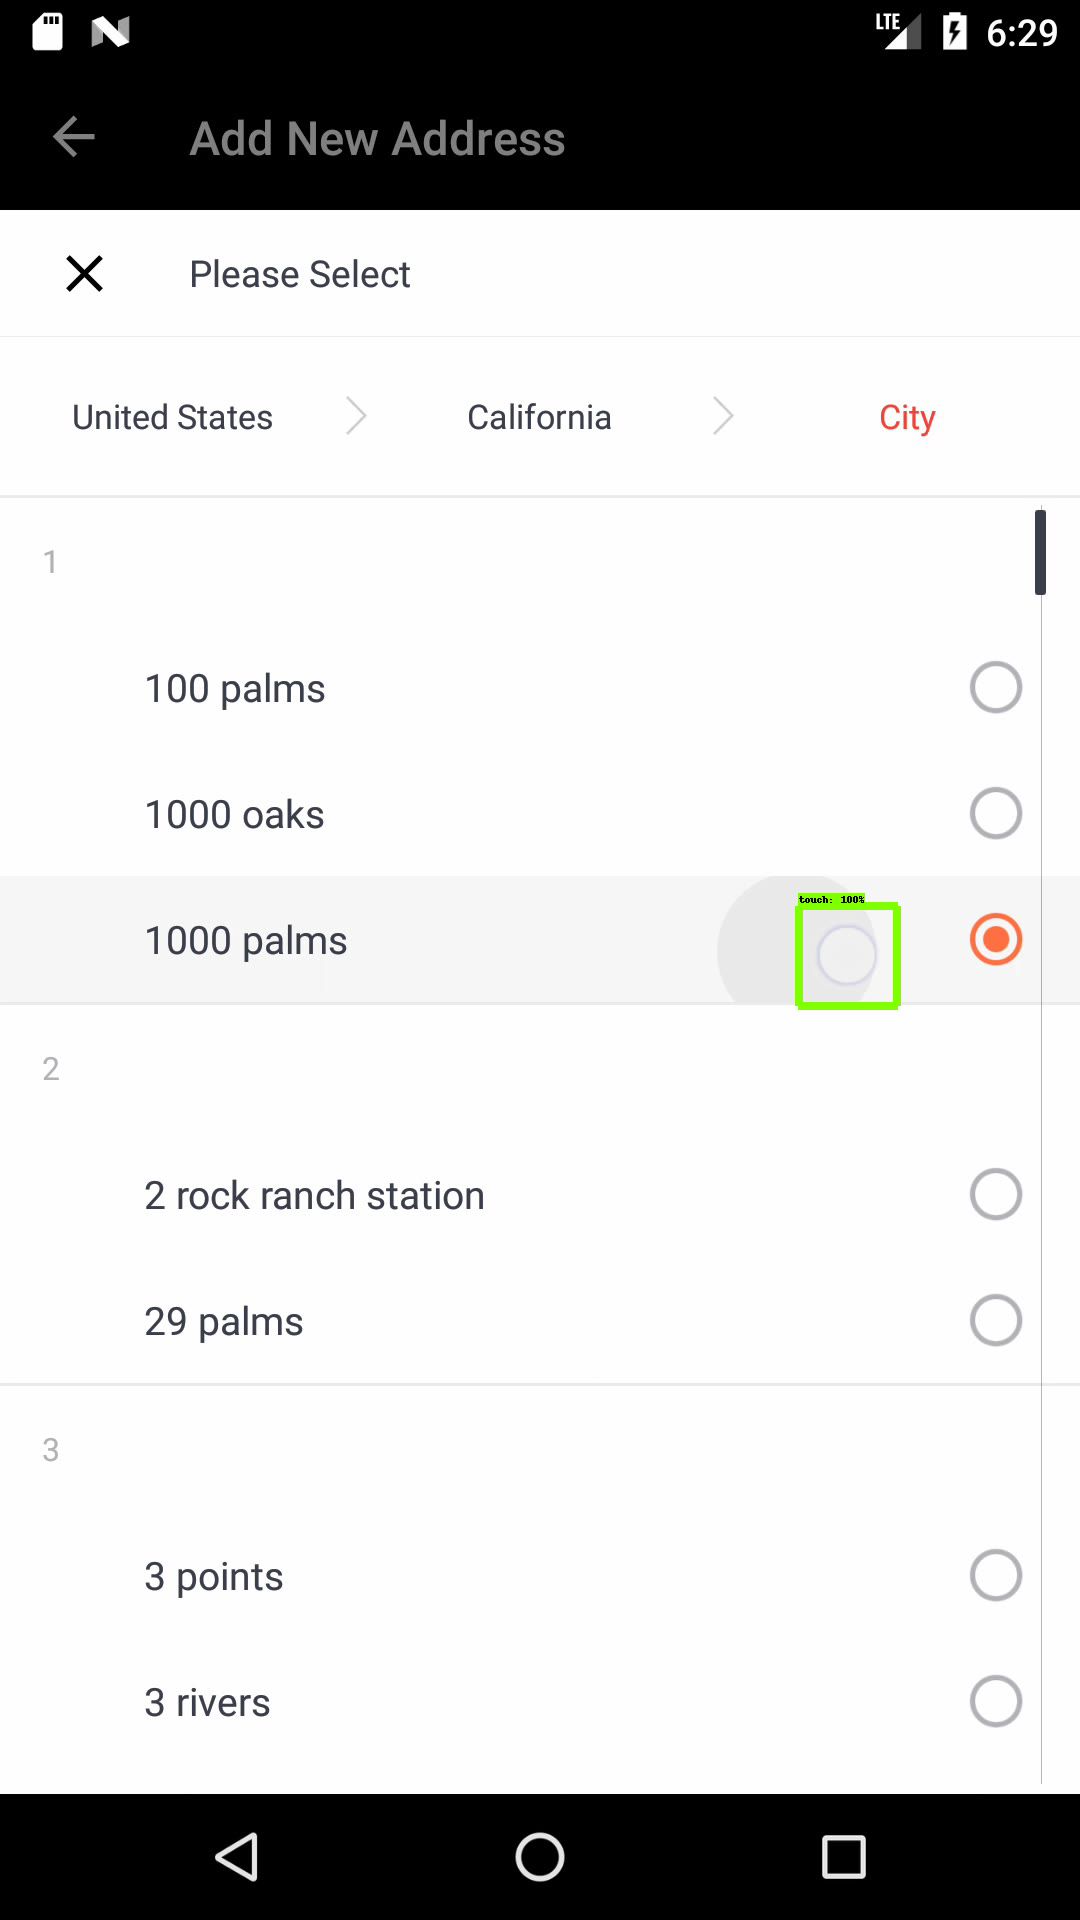 LTE 6:29
Add New Address
Please Select
United States California City
1
100 palms
1000 oaks
touch: 100%
1000 palms
2
2 rock ranch station
29 palms
3
3 points
3 rivers